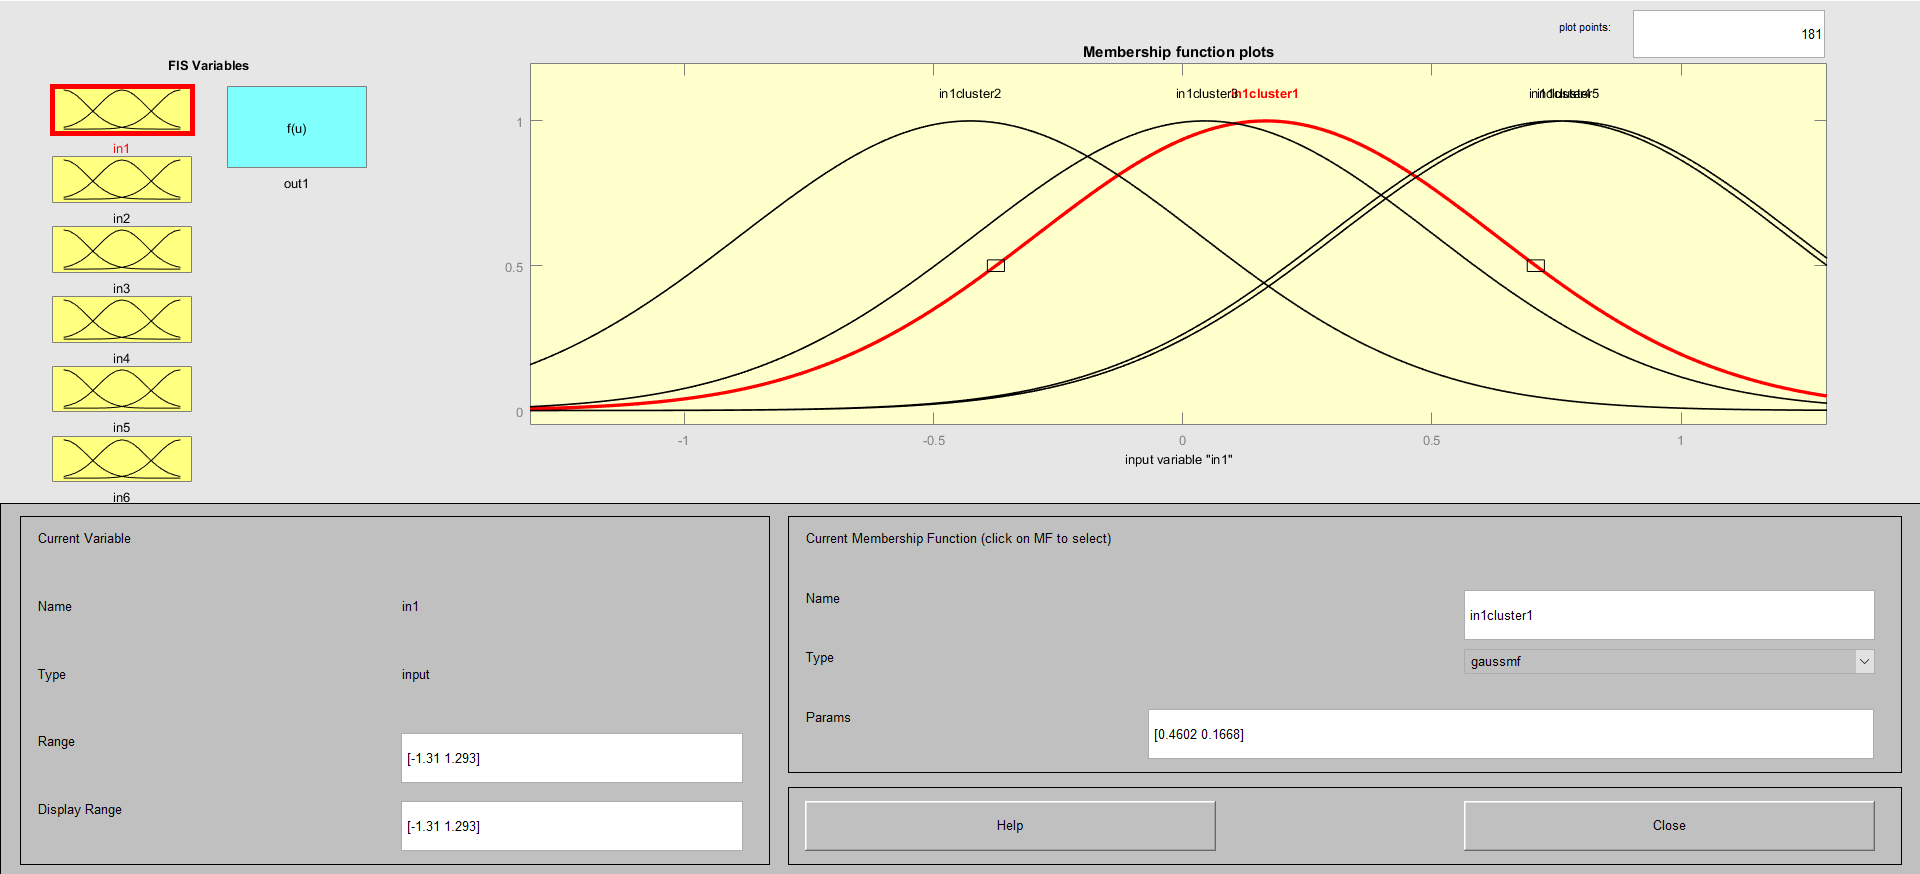 plot points:
181
FIS Variables
Membership function plots
f(u)
in1
out1
in2
in3
in4
in5
in6
in1cluster2
in1cluster3
in1cluster1
1
0.5
0
-1
-0.5
0
0.5
1
input variable "in1"
Current Variable
Name
in1
Type
input
Range
[-1.31 1.293]
Display Range
[-1.31 1.293]
Current Membership Function (click on MF to select)
Name
in1cluster1
Type
gaussmf
Params
[0.4602 0.1668]
Help
Close